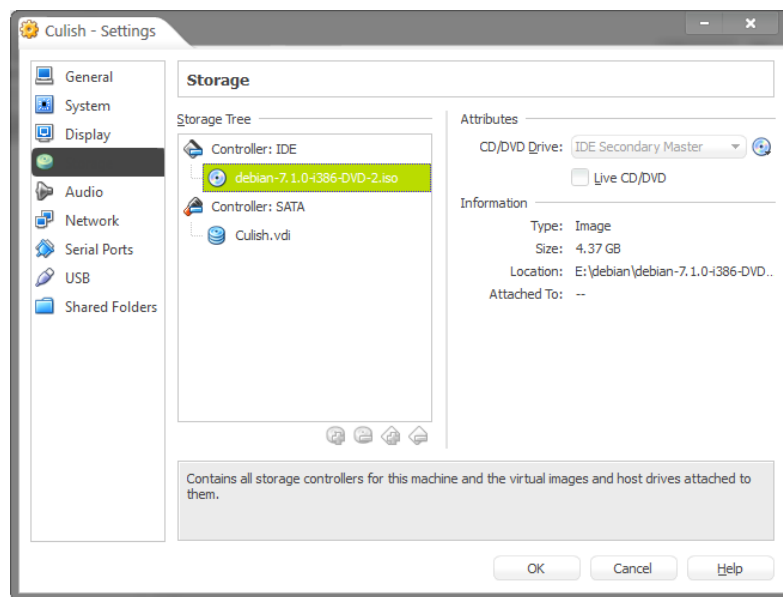 Culish - Settings
General
System
Display
Audio
Network
Serial Ports
USB
Shared Folders
Storage
Storage Tree
Controller: IDE
debian-7.1.0-i386-DVD-2.iso
Controller: SATA
Culish.vdi
Attributes
CD/DVD Drive: IDE Secondary Master
Live CD/DVD
Information
Type: Image
Size: 4.37 GB
Location: E:\debian\debian-7.1.0-i386-DVD...
Attached To: --
Contains all storage controllers for this machine and the virtual images and host drives attached to
them.
OK Cancel Help